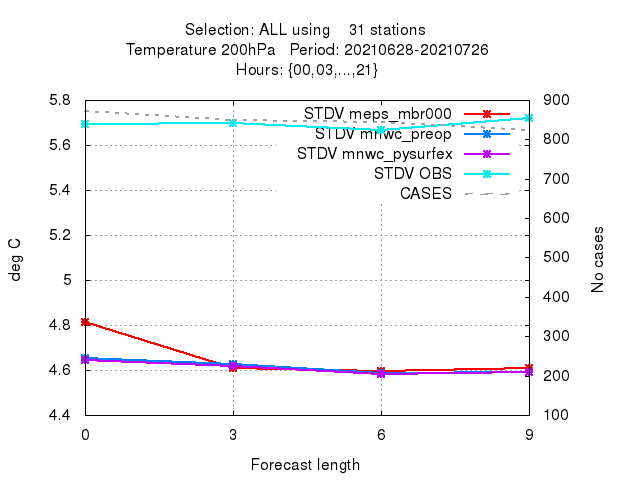 Selection: ALL using 31 stations
Temperature 200hPa Period: 20210628-20210726
Hours: {00,03,...,21}
5.8
5.6
5.4
5.2
5
4.8
4.6
4.4
900
800
700
600
500
400
300
200
100
STDV meps_mbr000
STDV mnwc_preop
STDV mnwc_pysurfex
STDV OBS
CASES
deg C
No cases
0 3 6 9
Forecast length